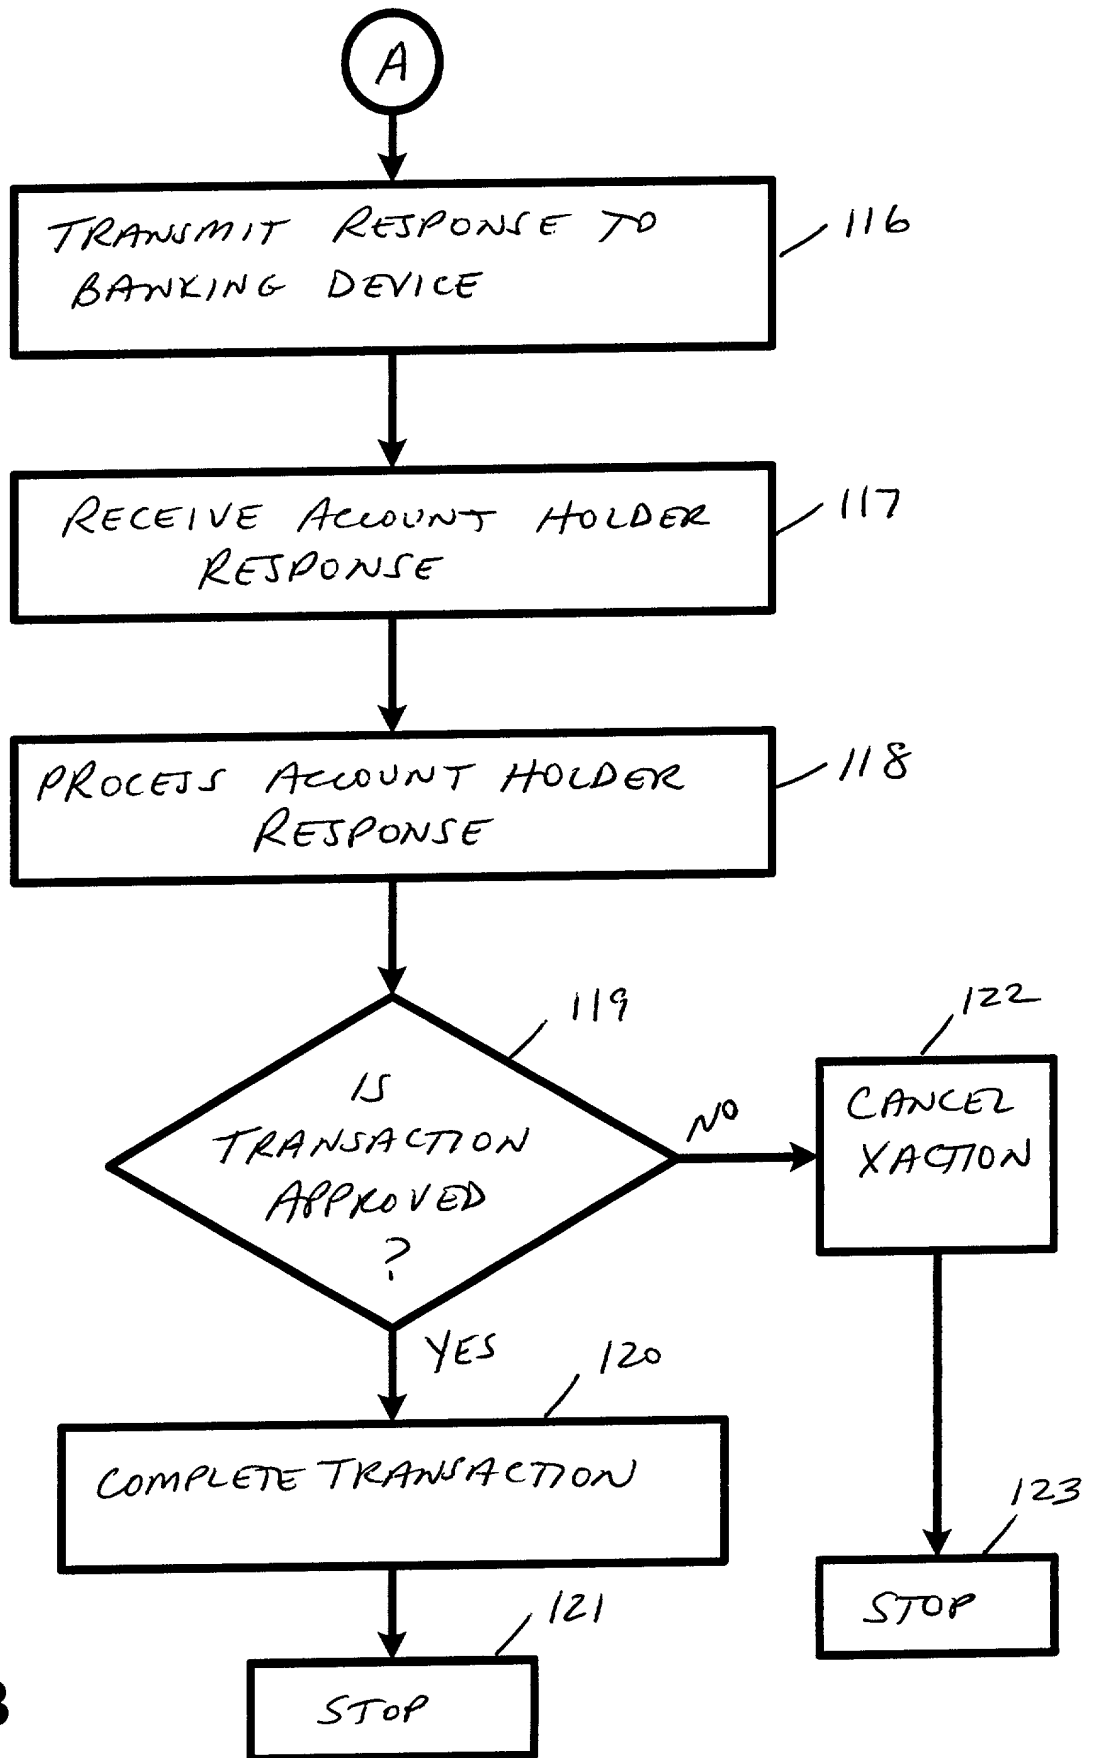 A
TRANSMIT RESPONSE TO
BANKING DEVICE
116
RECEIVE ACCOUNT HOLDER
RESPONSE
117
PROCESS ACCOUNT HOLDER
RESPONSE
118
119
IS
TRANSACTION
APPROVED
?
NO
122
CANCEL
XACTION
YES
120
COMPLETE TRANSACTION
123
STOP
121
STOP